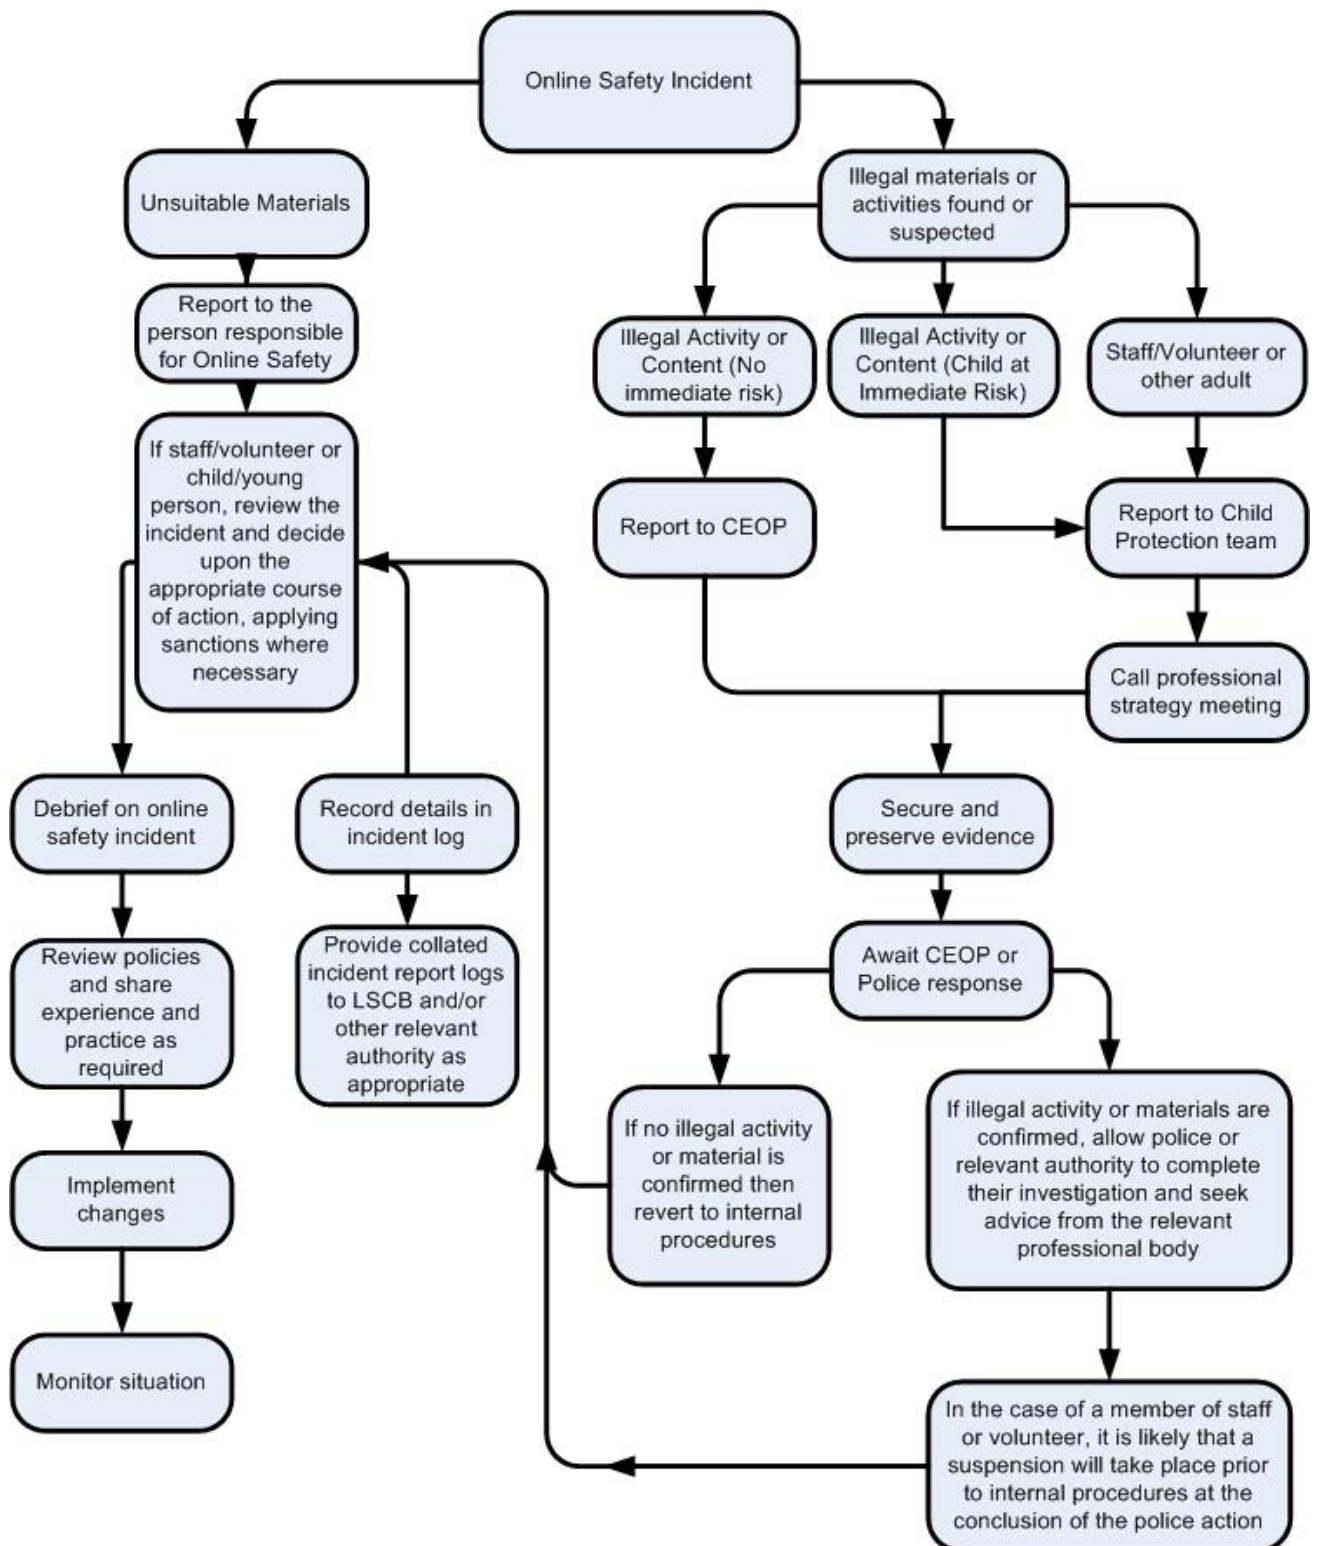 Online Safety Incident
Unsuitable Materials
Report to the
person responsible
for Online Safety
If staff/volunteer or
child/young
person, review the
incident and decide
upon the
appropriate course
of action, applying
sanctions where
necessary
Debrief on online
safety incident
Review policies
and share
experience and
practice as
required
Implement
changes
Monitor situation
Record details in
incident log
Provide collated
incident report logs
to LSCB and/or
other relevant
authority as
appropriate
Illegal materials or
activities found or
suspected
Illegal Activity or
Content (No
immediate risk)
Illegal Activity or
Content (Child at
Immediate Risk)
Staff/Volunteer or
other adult
Report to CEOP
Report to Child
Protection team
Call professional
strategy meeting
Secure and
preserve evidence
Await CEOP or
Police response
If no illegal activity
or material is
confirmed then
revert to internal
procedures
If illegal activity or materials are
confirmed, allow police or
relevant authority to complete
their investigation and seek
advice from the relevant
professional body
In the case of a member of staff
or volunteer, it is likely that a
suspension will take place prior
to internal procedures at the
conclusion of the police action